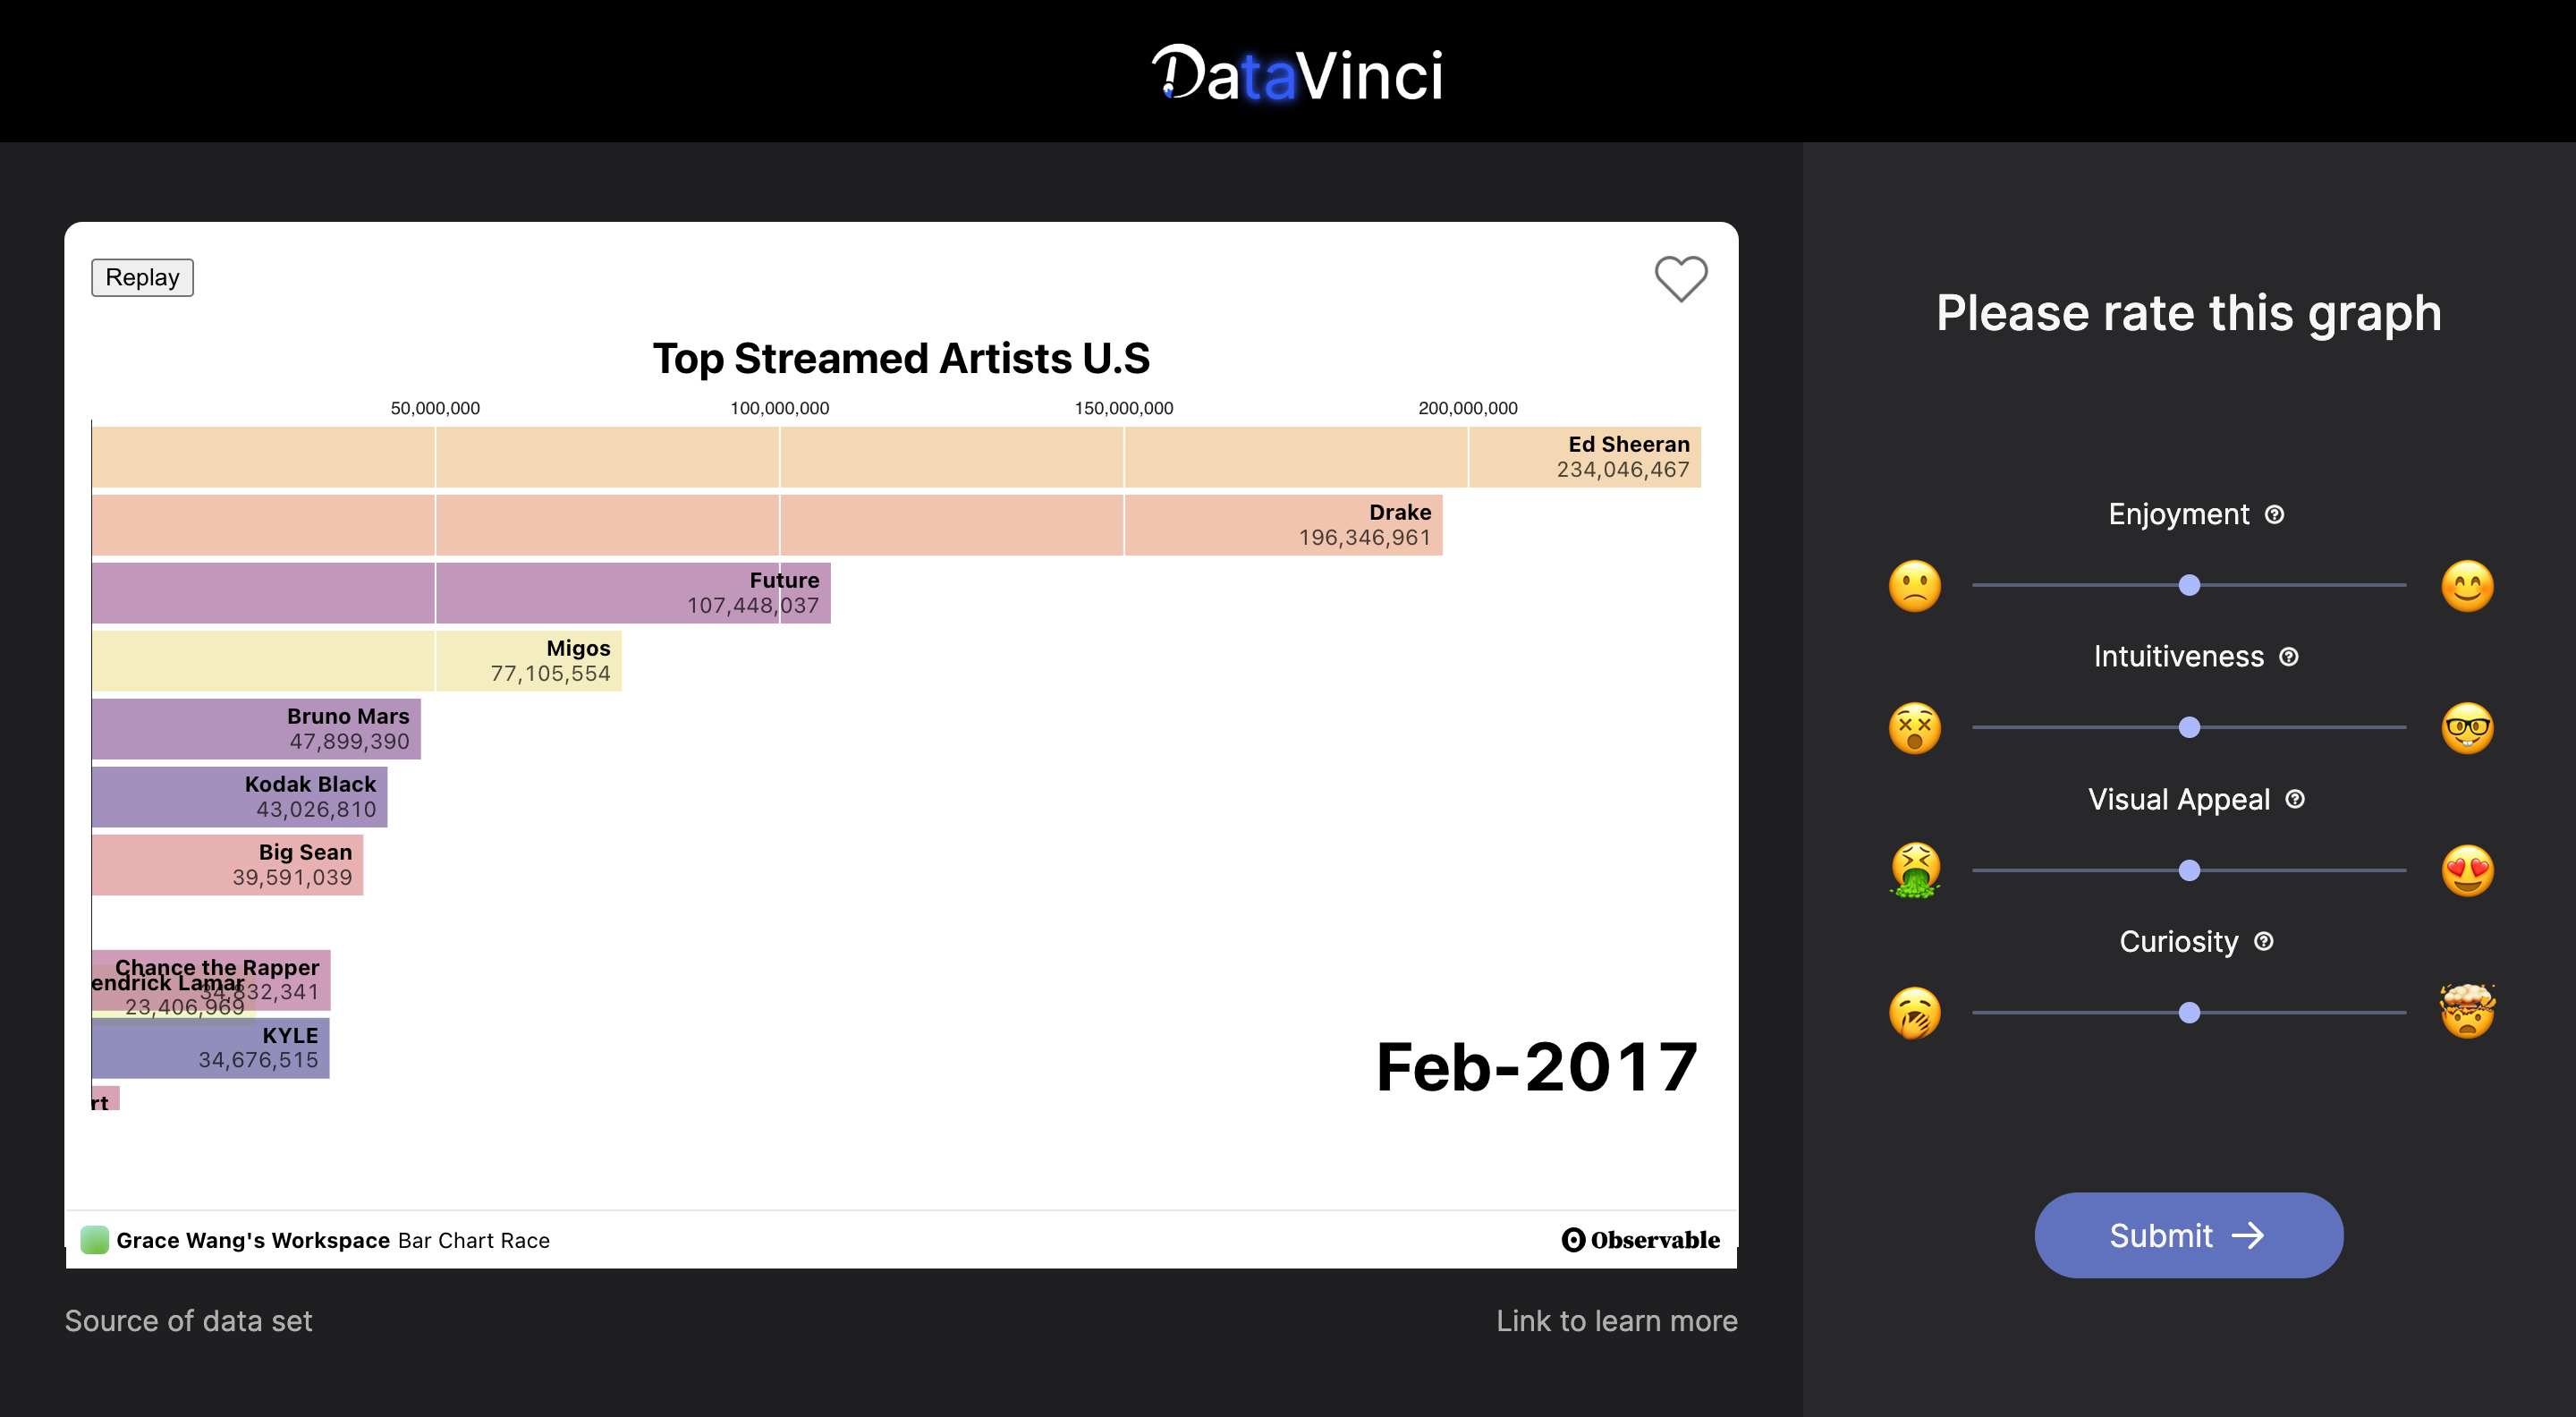 DataVinci
Replay
Top Streamed Artists U.S
50,000,000 100,000,000 150,000,000 200,000,000
Ed Sheeran
234,046,467
Drake
196,346,961
Future
107,448,037
Migos
77,105,554
Bruno Mars
47,899,390
Kodak Black
43,026,810
Big Sean
39,591,039
Chance the Rapper
34,832,341
endrick Lamar
23,406,969
KYLE
34,676,515
rt
Feb-2017
Grace Wang's Workspace Bar Chart Race
Observable
Source of data set
Link to learn more
Please rate this graph
Enjoyment
Intuitiveness
Visual Appeal
Curiosity
Submit